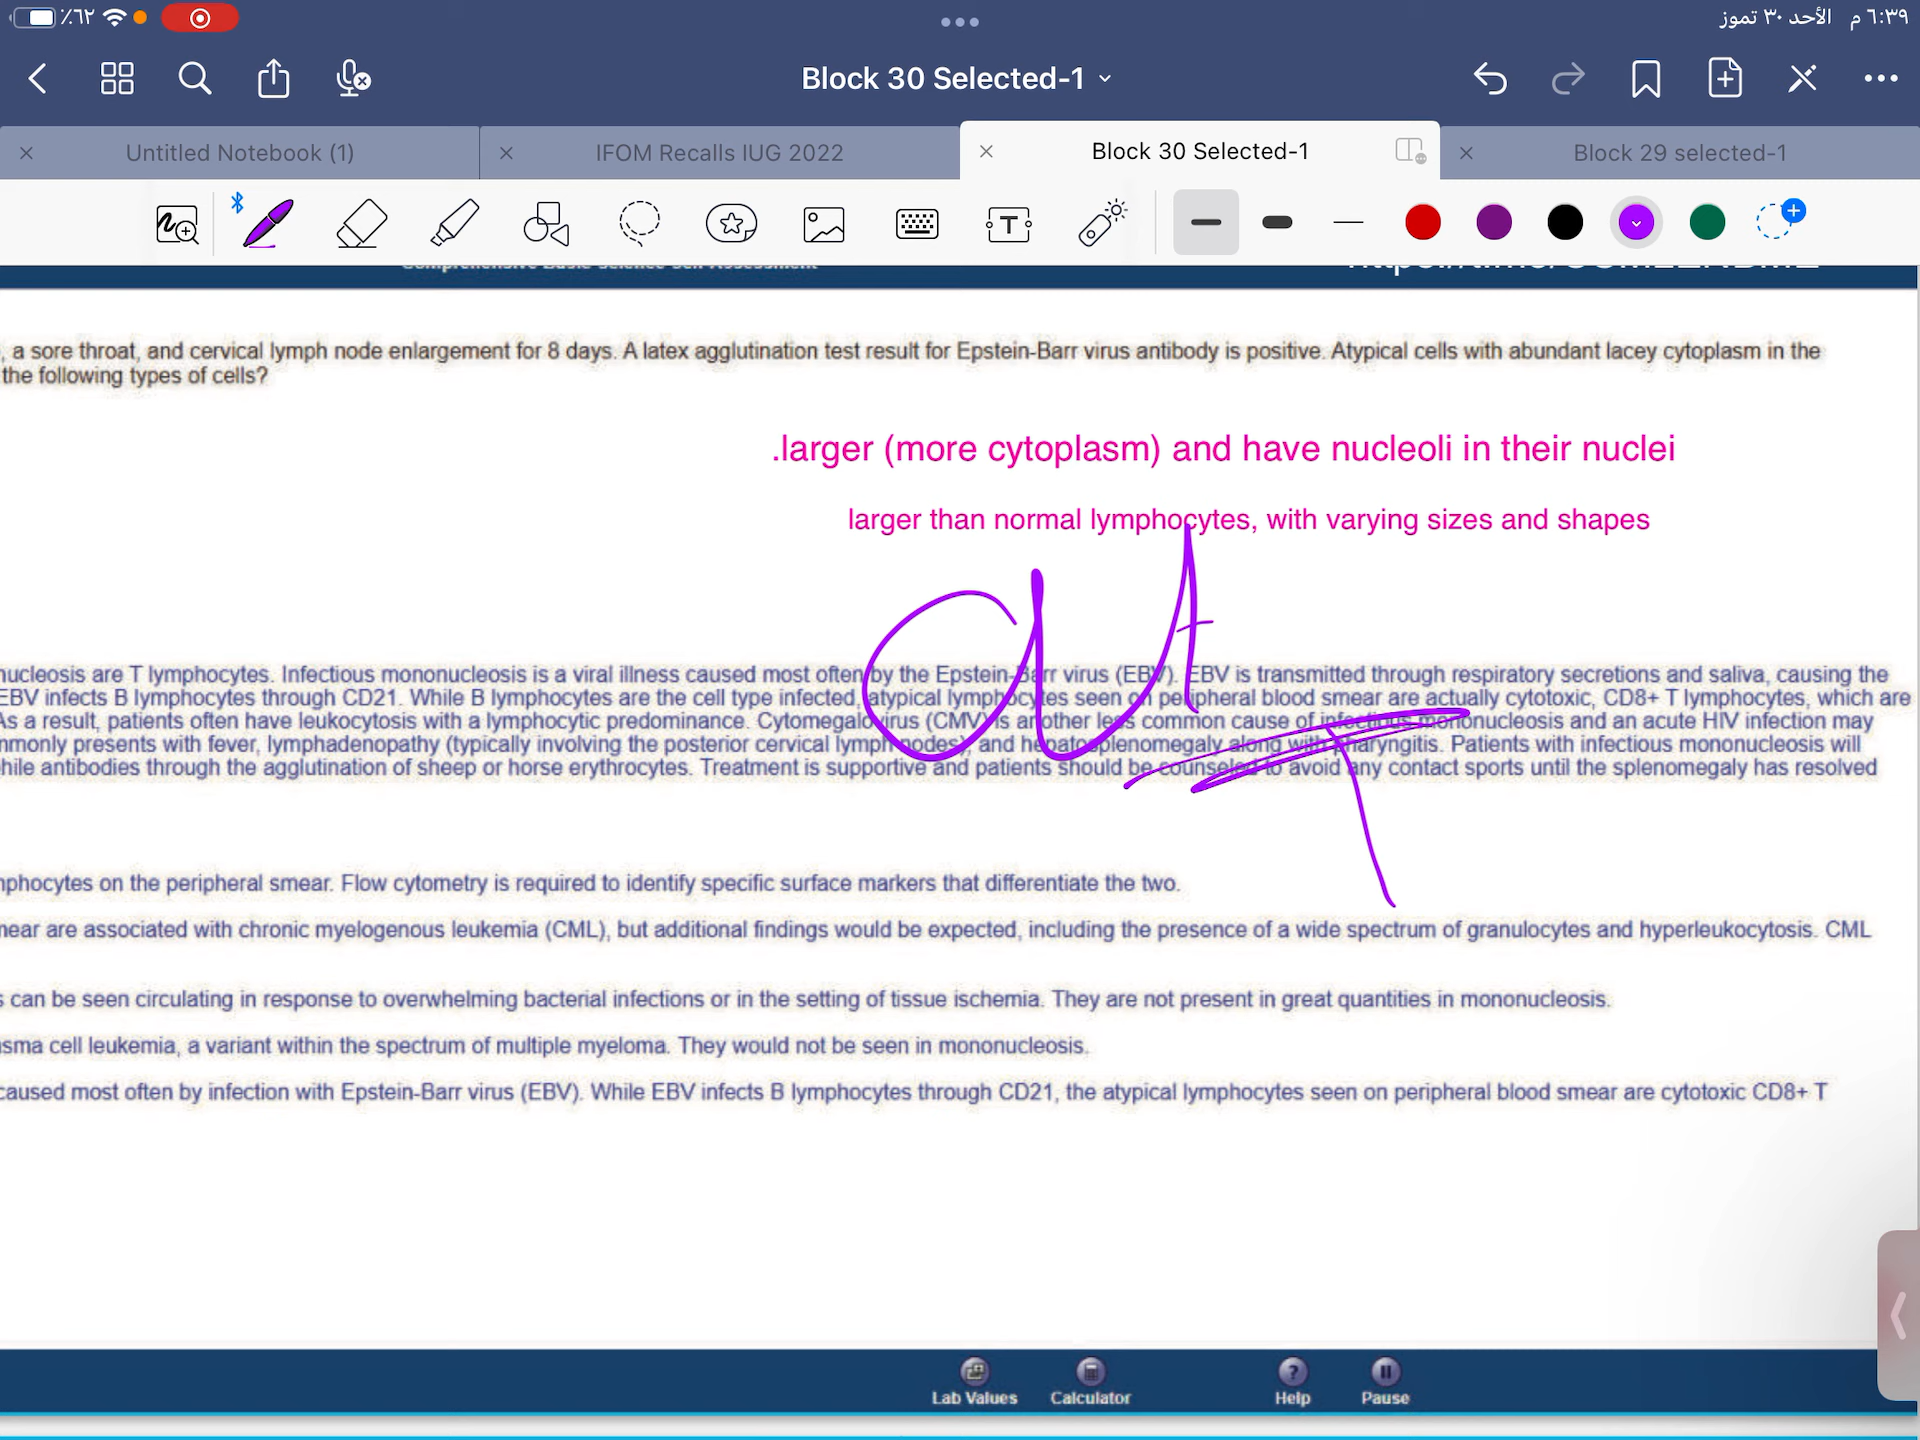 ٪٦٢
٦:٣٩ م الأحد ٣٠ تموز
Block 30 Selected-1
Untitled Notebook (1)
IFOM Recalls IUG 2022
Block 30 Selected-1
Block 29 selected-1
Comprehensive Basic Science Self-Assessment
, a sore throat, and cervical lymph node enlargement for 8 days. A latex agglutination test result for Epstein-Barr virus antibody is positive. Atypical cells with abundant lacey cytoplasm in the
the following types of cells?
.larger (more cytoplasm) and have nucleoli in their nuclei
larger than normal lymphocytes, with varying sizes and shapes
nucleosis are T lymphocytes. Infectious mononucleosis is a viral illness caused most often by the Epstein-Barr virus (EBV). EBV is transmitted through respiratory secretions and saliva, causing the
EBV infects B lymphocytes through CD21. While B lymphocytes are the cell type infected, atypical lymphocytes seen on peripheral blood smear are actually cytotoxic, CD8+ T lymphocytes, which are
As a result, patients often have leukocytosis with a lymphocytic predominance. Cytomegalovirus (CMV) is another less common cause of infectious mononucleosis and an acute HIV infection may
mmonly presents with fever, lymphadenopathy (typically involving the posterior cervical lymph nodes), and hepatosplenomegaly along with pharyngitis. Patients with infectious mononucleosis will
hile antibodies through the agglutination of sheep or horse erythrocytes. Treatment is supportive and patients should be counseled to avoid any contact sports until the splenomegaly has resolved
mphocytes on the peripheral smear. Flow cytometry is required to identify specific surface markers that differentiate the two.
near are associated with chronic myelogenous leukemia (CML), but additional findings would be expected, including the presence of a wide spectrum of granulocytes and hyperleukocytosis. CML
s can be seen circulating in response to overwhelming bacterial infections or in the setting of tissue ischemia. They are not present in great quantities in mononucleosis.
asma cell leukemia, a variant within the spectrum of multiple myeloma. They would not be seen in mononucleosis.
caused most often by infection with Epstein-Barr virus (EBV). While EBV infects B lymphocytes through CD21, the atypical lymphocytes seen on peripheral blood smear are cytotoxic CD8+ T
Lab Values
Calculator
Help
Pause